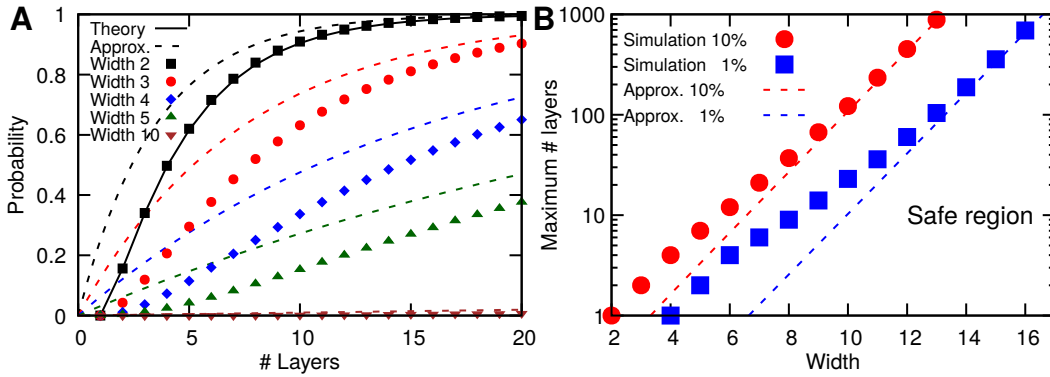 A
Probability
1
0.8
0.6
0.4
0.2
0
Theory
Approx.
Width 2
Width 3
Width 4
Width 5
Width 10
0 5 10 15 20
# Layers
B
Maximum # layers
1000
100
10
1
Simulation 10%
Simulation 1%
Approx. 10%
Approx. 1%
Safe region
2 4 6 8 10 12 14 16
Width